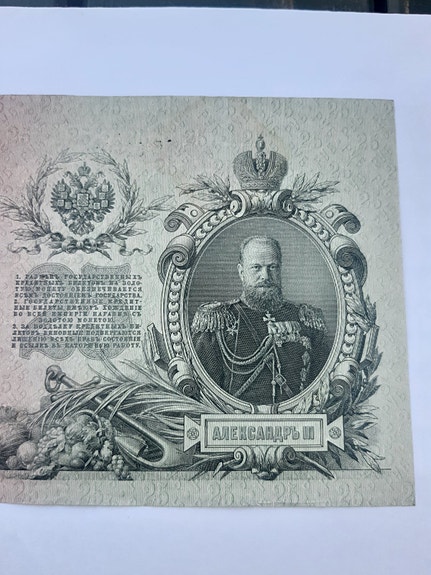 1. РАЗМѢНЪ ГОСУДАРСТВЕННЫХЪ
КРЕДИТНЫХЪ БИЛЕТОВЪ НА ЗОЛО-
ТУЮ МОНЕТУ ОБЕЗПЕЧИВАЕТСЯ
ВСѢМЪ ДОСТОЯНІЕМЪ ГОСУДАРСТВА.
2. ГОСУДАРСТВЕННЫЕ КРЕДИТ-
НЫЕ БИЛЕТЫ ИМѢЮТЪ ХОЖДЕНІЕ
ВО ВСЕЙ ИМПЕРІИ НАРАВНѢ СЪ
ЗОЛОТОЮ МОНЕТОЮ.
3. ЗА ПОДДѢЛКУ КРЕДИТНЫХЪ БИ-
ЛЕТОВЪ ВИНОВНЫЕ ПОДВЕРГАЮТСЯ
ЛИШЕНІЮ ВСѢХЪ ПРАВЪ СОСТОЯНІЯ
И ССЫЛКѢ ВЪ КАТОРЖНУЮ РАБОТУ.
АЛЕКСАНДРЪ III